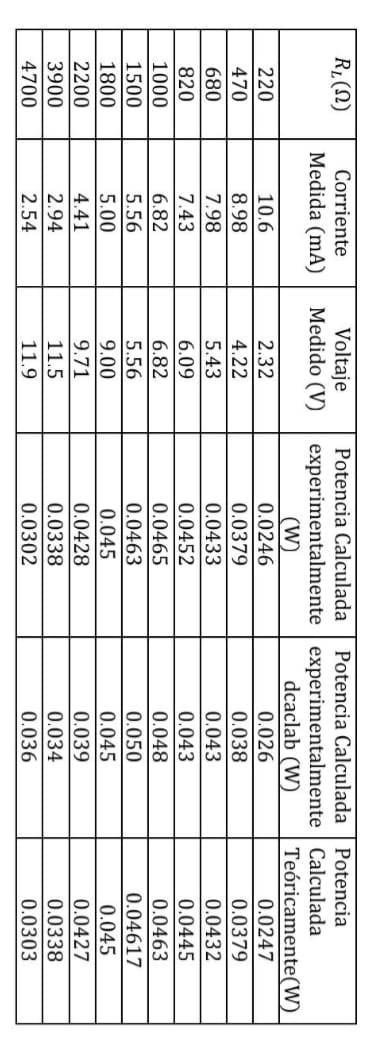 R_L(Ω) | Corriente Medida (mA) | Voltaje Medido (V) | Potencia Calculada experimentalmente (W) | Potencia Calculada experimentalmente dcaclab (W) | Potencia Calculada Teóricamente(W)
220 | 10.6 | 2.32 | 0.0246 | 0.026 | 0.0247
470 | 8.98 | 4.22 | 0.0379 | 0.038 | 0.0379
680 | 7.98 | 5.43 | 0.0433 | 0.043 | 0.0432
820 | 7.43 | 6.09 | 0.0452 | 0.043 | 0.0445
1000 | 6.82 | 6.82 | 0.0465 | 0.048 | 0.0463
1500 | 5.56 | 5.56 | 0.0463 | 0.050 | 0.04617
1800 | 5.00 | 9.00 | 0.045 | 0.045 | 0.045
2200 | 4.41 | 9.71 | 0.0428 | 0.039 | 0.0427
3900 | 2.94 | 11.5 | 0.0338 | 0.034 | 0.0338
4700 | 2.54 | 11.9 | 0.0302 | 0.036 | 0.0303